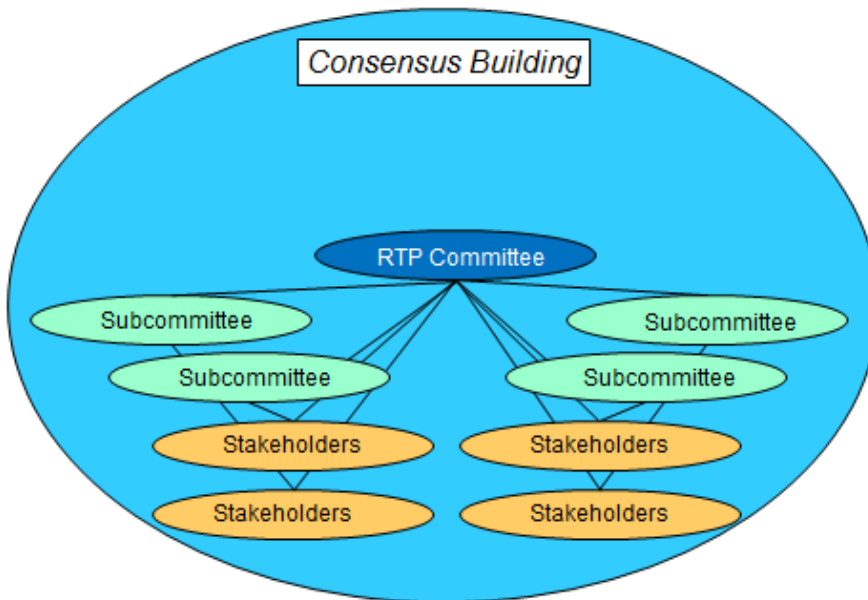 Consensus Building
RTP Committee
Subcommittee
Subcommittee
Subcommittee
Subcommittee
Stakeholders
Stakeholders
Stakeholders
Stakeholders